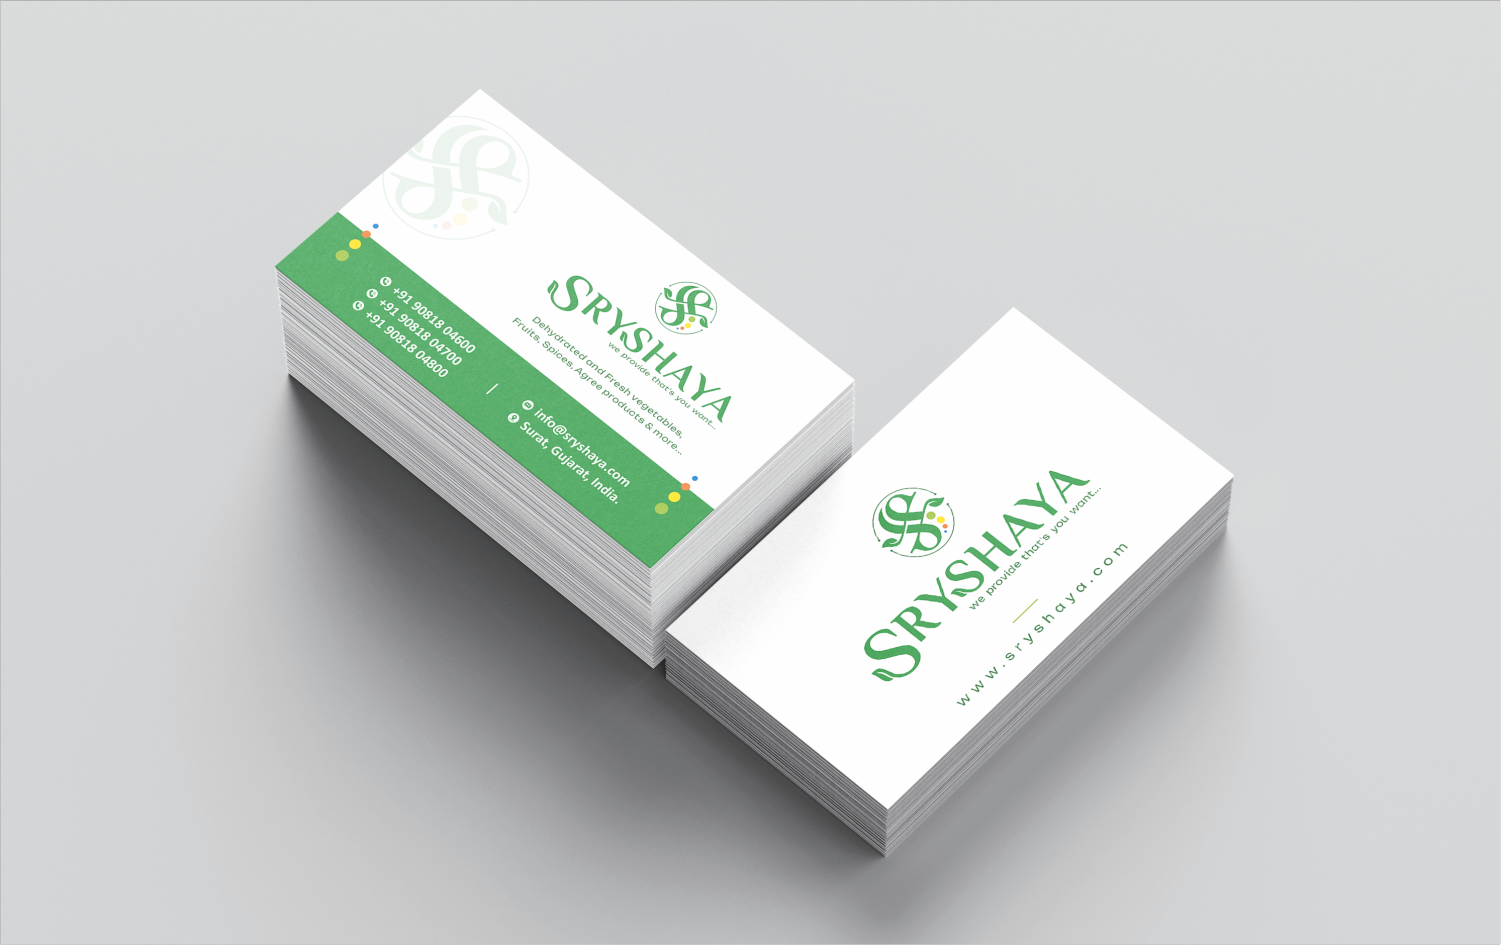 SRYSHAYA
we provide that's you want...
Dehydrated and Fresh vegetables,
Fruits, Spices, Agree products & more...
+91 90818 04600
+91 90818 04700
+91 90818 04800
info@sryshaya.com
Surat, Gujarat, India.
SRYSHAYA
we provide that's you want...
www.sryshaya.com